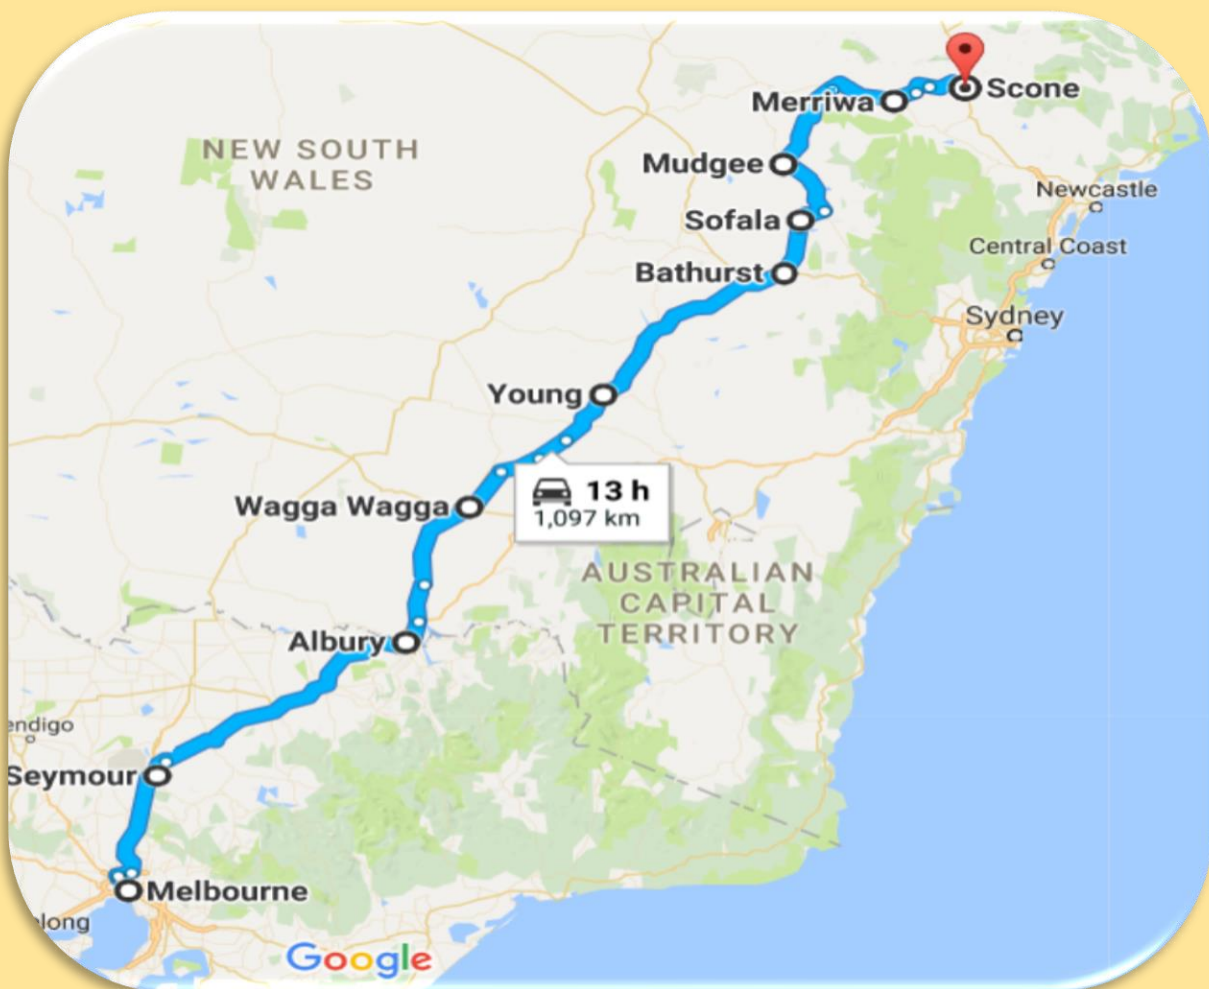 Scone
Merriwa
NEW SOUTH
WALES
Mudgee
Newcastle
Sofala
Central Coast
Bathurst
Sydney
Young
13 h
1,097 km
Wagga Wagga
AUSTRALIAN
CAPITAL
TERRITORY
Albury
endigo
Seymour
Melbourne
long
Google